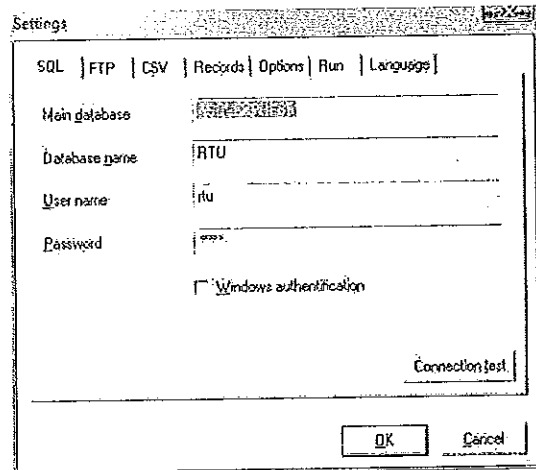 Settings
SQL FTP CSV Records Options Run Language
Main database
Database name RTU
User name rtu
Password ****
Windows authentification
Connection test
OK Cancel